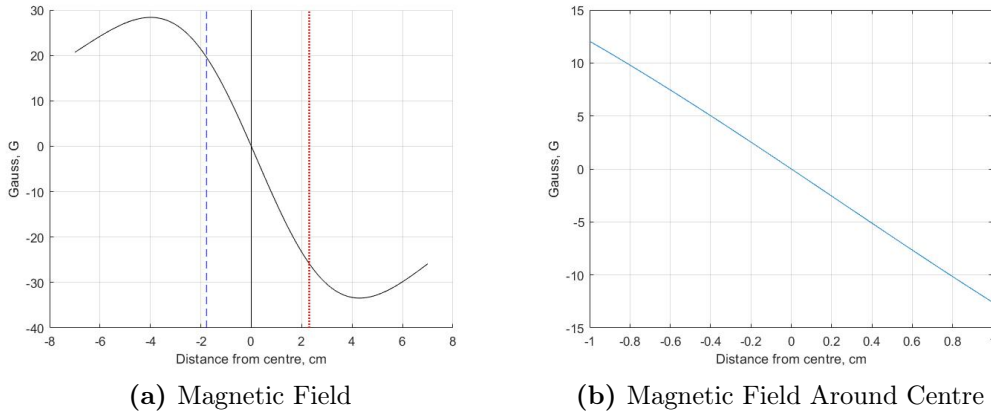 30
20
10
0
-10
-20
-30
-40
Gauss, G
-8 -6 -4 -2 0 2 4 6 8
Distance from centre, cm
(a) Magnetic Field
15
10
5
0
-5
-10
-15
Gauss, G
-1 -0.8 -0.6 -0.4 -0.2 0 0.2 0.4 0.6 0.8 1
Distance from centre, cm
(b) Magnetic Field Around Centre